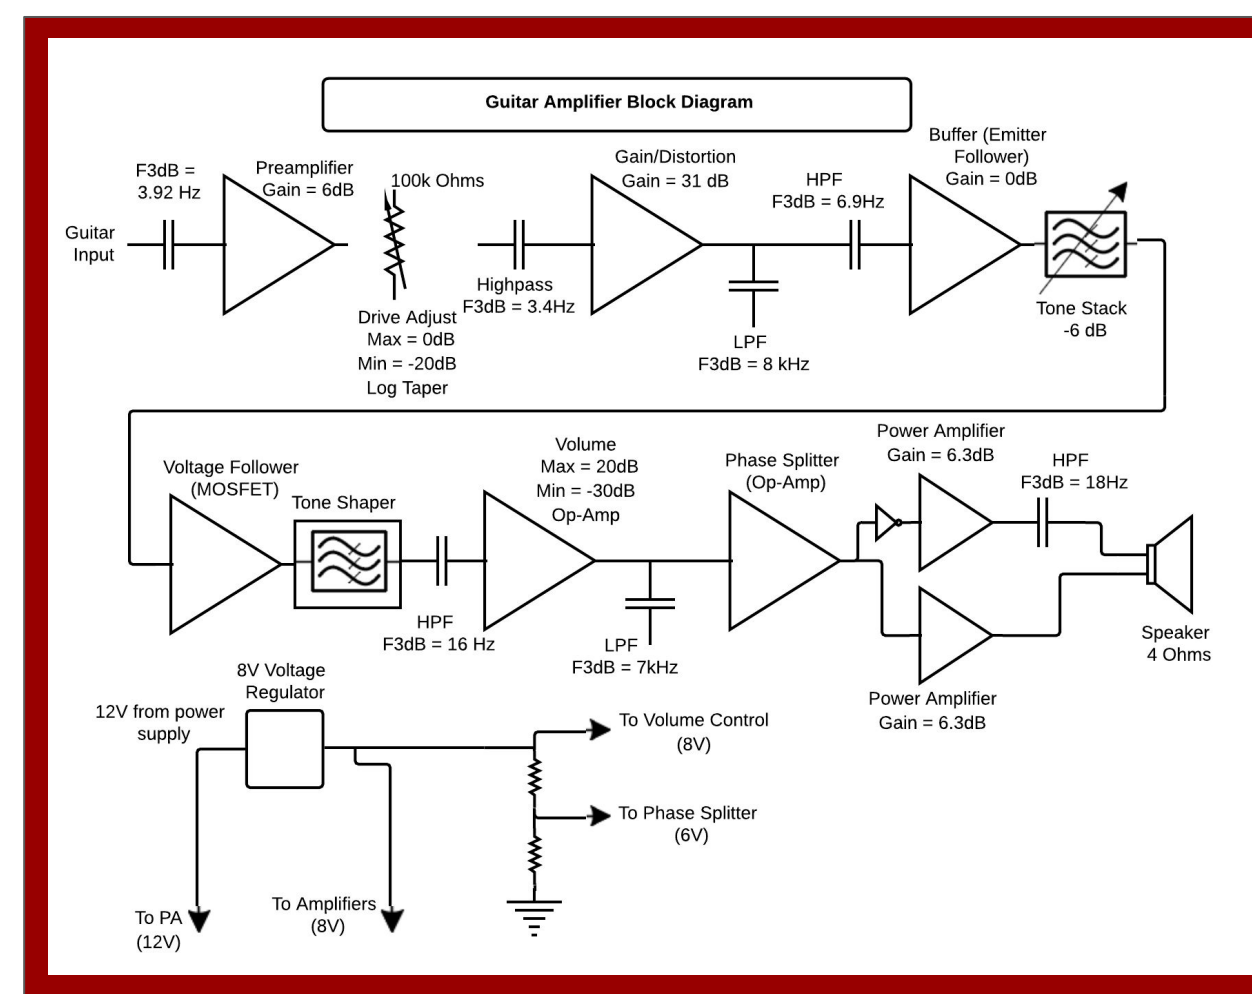 Guitar Amplifier Block Diagram
F3dB =
3.92 Hz
Guitar
Input
Preamplifier
Gain = 6dB
100k Ohms
Drive Adjust
Max = 0dB
Min = -20dB
Log Taper
Highpass
F3dB = 3.4Hz
Gain/Distortion
Gain = 31 dB
LPF
F3dB = 8 kHz
HPF
F3dB = 6.9Hz
Buffer (Emitter
Follower)
Gain = 0dB
Tone Stack
-6 dB
Voltage Follower
(MOSFET)
Tone Shaper
HPF
F3dB = 16 Hz
Volume
Max = 20dB
Min = -30dB
Op-Amp
LPF
F3dB = 7kHz
Phase Splitter
(Op-Amp)
Power Amplifier
Gain = 6.3dB
HPF
F3dB = 18Hz
Power Amplifier
Gain = 6.3dB
Speaker
4 Ohms
8V Voltage
Regulator
12V from power
supply
To PA
(12V)
To Amplifiers
(8V)
To Volume Control
(8V)
To Phase Splitter
(6V)